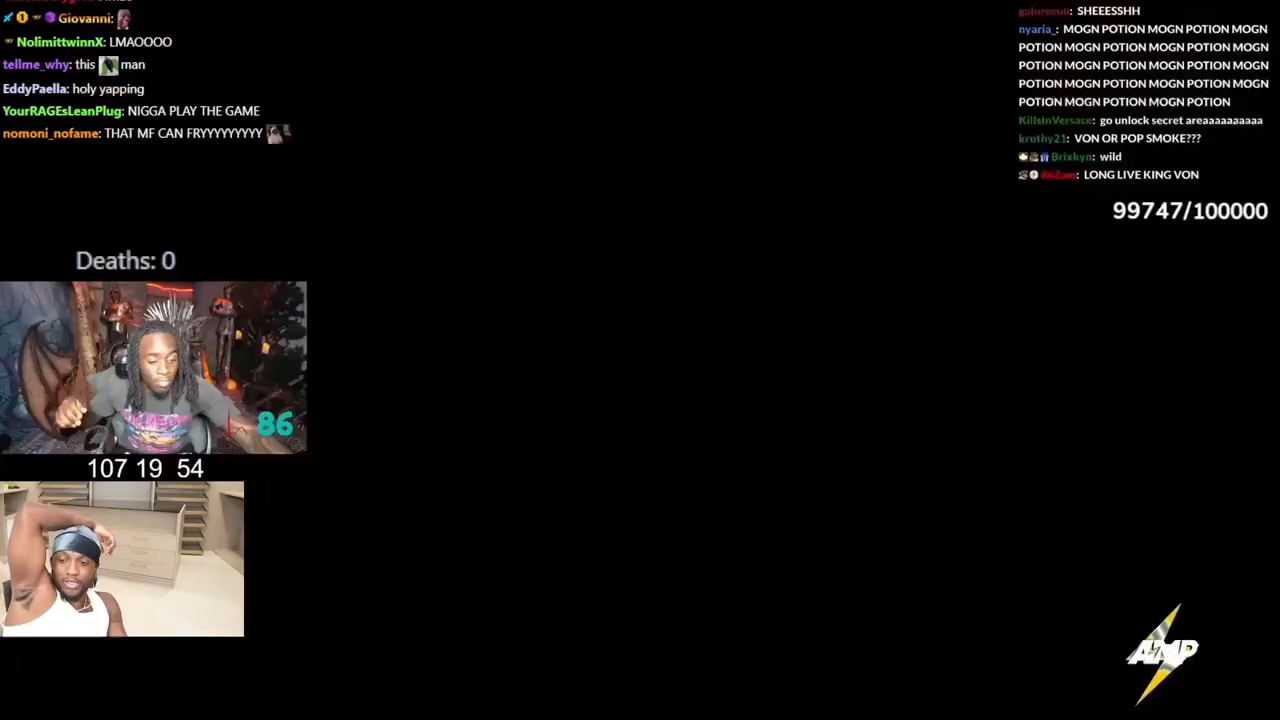 Giovanni:
NolimittwinnX: LMAOOOO
tellme_why: this man
EddyPaella: holy yapping
YourRAGEsLeanPlug: NIGGA PLAY THE GAME
nomoni_nofame: THAT MF CAN FRYYYYYYYY
SHEEESSHH
nyaria_: MOGN POTION MOGN POTION MOGN
POTION MOGN POTION MOGN POTION MOGN
POTION MOGN POTION MOGN POTION MOGN
POTION MOGN POTION MOGN POTION MOGN
POTION MOGN POTION MOGN POTION
KillsInVersace: go unlock secret areaaaaaaaaa
kruthy21: VON OR POP SMOKE???
Brixkyn: wild
86Zam: LONG LIVE KING VON
99747/100000
Deaths: 0
86
107 19 54
AMP